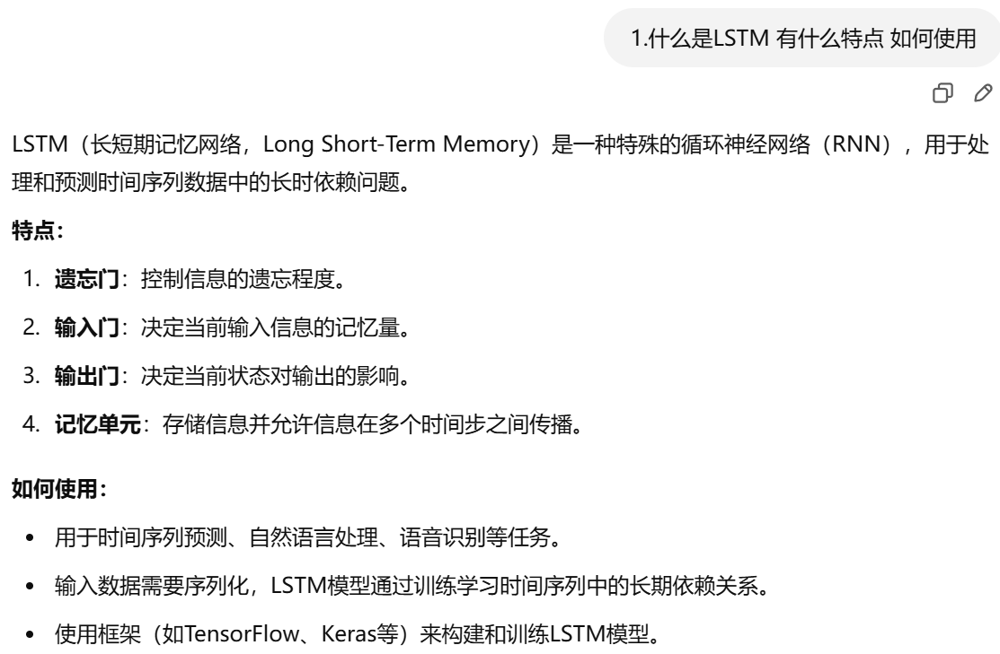 1.什么是LSTM 有什么特点 如何使用
LSTM（长短期记忆网络，Long Short-Term Memory）是一种特殊的循环神经网络（RNN），用于处
理和预测时间序列数据中的长时依赖问题。
特点：
1. 遗忘门：控制信息的遗忘程度。
2. 输入门：决定当前输入信息的记忆量。
3. 输出门：决定当前状态对输出的影响。
4. 记忆单元：存储信息并允许信息在多个时间步之间传播。
如何使用：
• 用于时间序列预测、自然语言处理、语音识别等任务。
• 输入数据需要序列化，LSTM模型通过训练学习时间序列中的长期依赖关系。
• 使用框架（如TensorFlow、Keras等）来构建和训练LSTM模型。